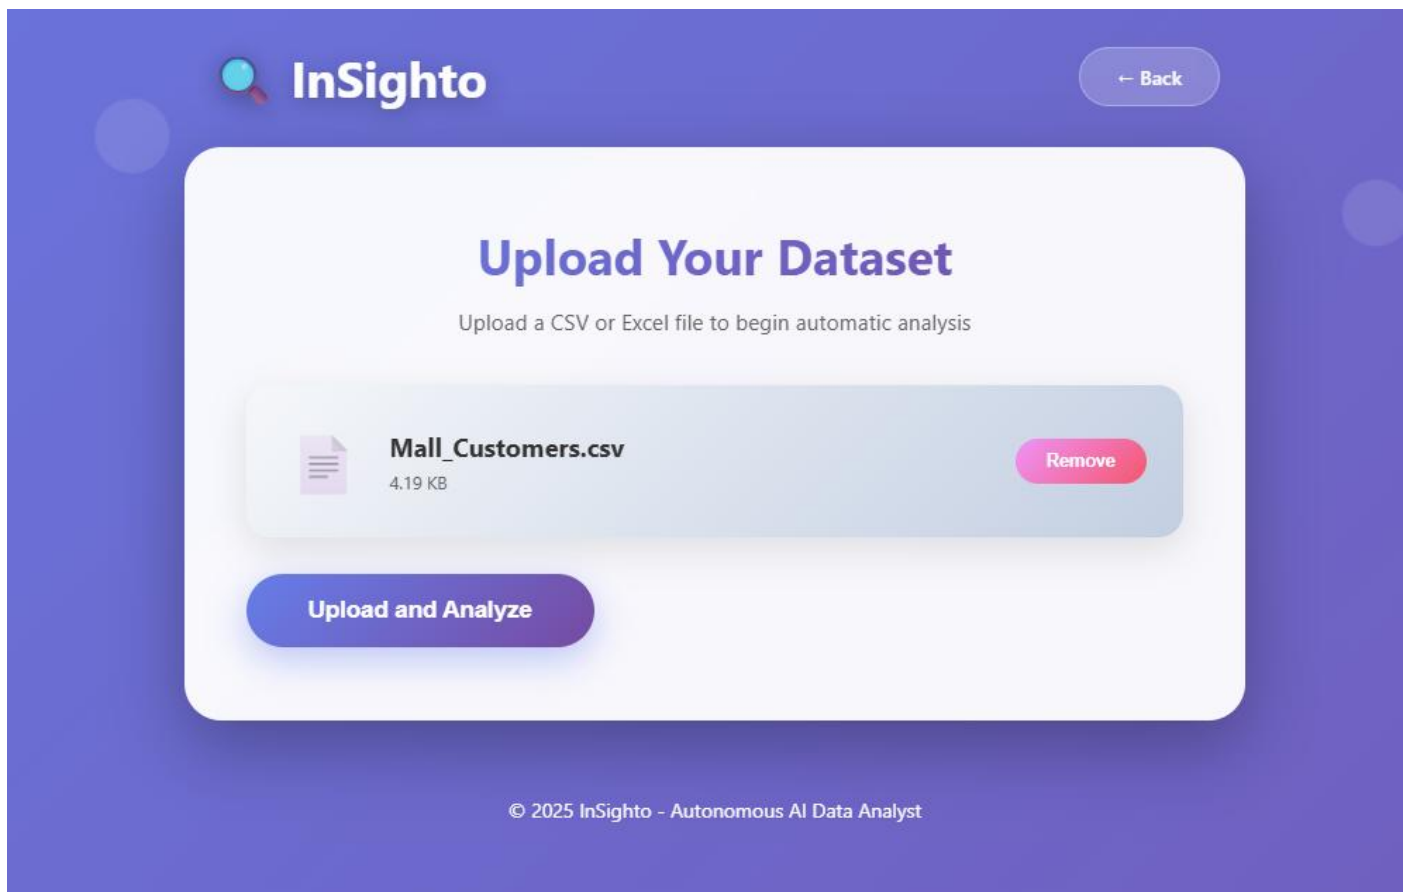 InSighto
← Back
Upload Your Dataset
Upload a CSV or Excel file to begin automatic analysis
Mall_Customers.csv
4.19 KB
Remove
Upload and Analyze
© 2025 InSighto - Autonomous AI Data Analyst